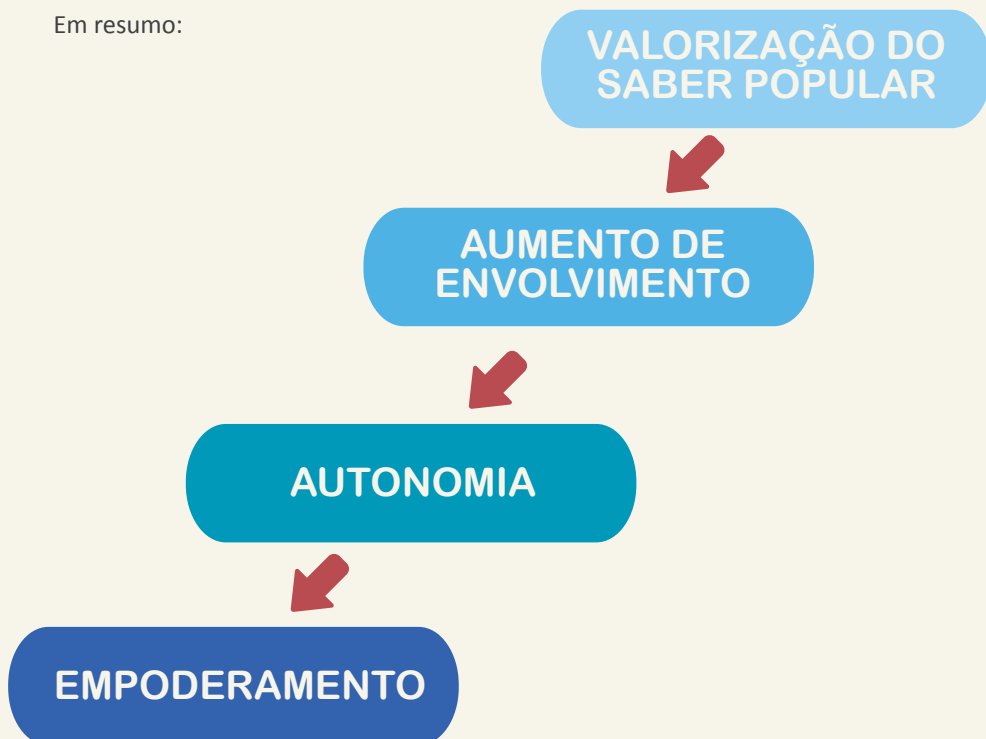 Em resumo:
VALORIZAÇÃO DO
SABER POPULAR
AUMENTO DE
ENVOLVIMENTO
AUTONOMIA
EMPODERAMENTO